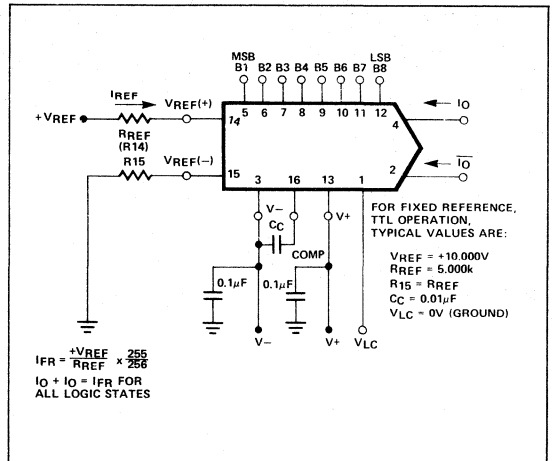 MSB LSB
B1 B2 B3 B4 B5 B6 B7 B8
IREF
+VREF
RREF
(R14)
VREF(+)
14
5 6 7 8 9 10 11 12
4
IO
R15
VREF(−)
15
2
IO
3 16 13 1
V−
CC
V+
COMP
0.1µF
0.1µF
V−
V+
VLC
FOR FIXED REFERENCE,
TTL OPERATION,
TYPICAL VALUES ARE:
VREF = +10.000V
RREF = 5.000k
R15 = RREF
CC = 0.01µF
VLC = 0V (GROUND)
IFR = +VREF/RREF x 255/256
IO + IO = IFR FOR
ALL LOGIC STATES